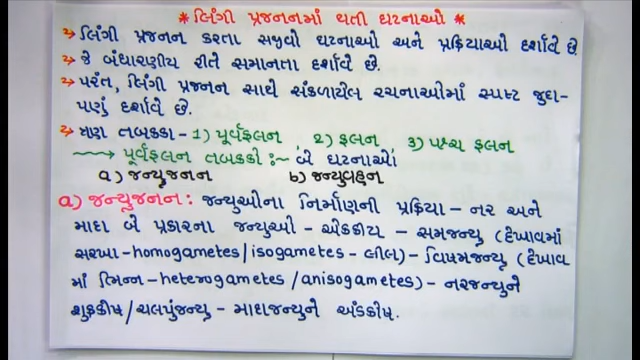 * લિંગી પ્રજનનમાં થતી ઘટનાઓ *
→ લિંગી પ્રજનન કરતા સજીવો ઘટનાઓ અને પ્રક્રિયાઓ દર્શાવે છે
→ જે બંધારણીય રીતે સમાનતા દર્શાવે છે.
→ પરંતુ, લિંગી પ્રજનન સાથે સંકળાયેલ રચનાઓમાં સ્પષ્ટ જુદા-
પણું દર્શાવે છે.
→ ત્રણ તબક્કા - 1) પૂર્વફલન, 2) ફલન, 3) પશ્ચ ફલન
→ પૂર્વફલન તબક્કો :~ બે ઘટનાઓ
a) જન્યુજનન b) જન્યુવહન
a) જન્યુજનન : જન્યુઓના નિર્માણની પ્રક્રિયા - નર અને
માદા બે પ્રકારના જન્યુઓ - એકકીય - સમજન્યુ (દેખાવમાં
સરખા - homogametes/isogametes - લીલ) - વિષમજન્યુ (દેખાવ
માં ભિન્ન - heterogametes/anisogametes) - નરજન્યુને
શુક્રકોષ/ચલપુંજન્યુ - માદાજન્યુને અંડકોષ.